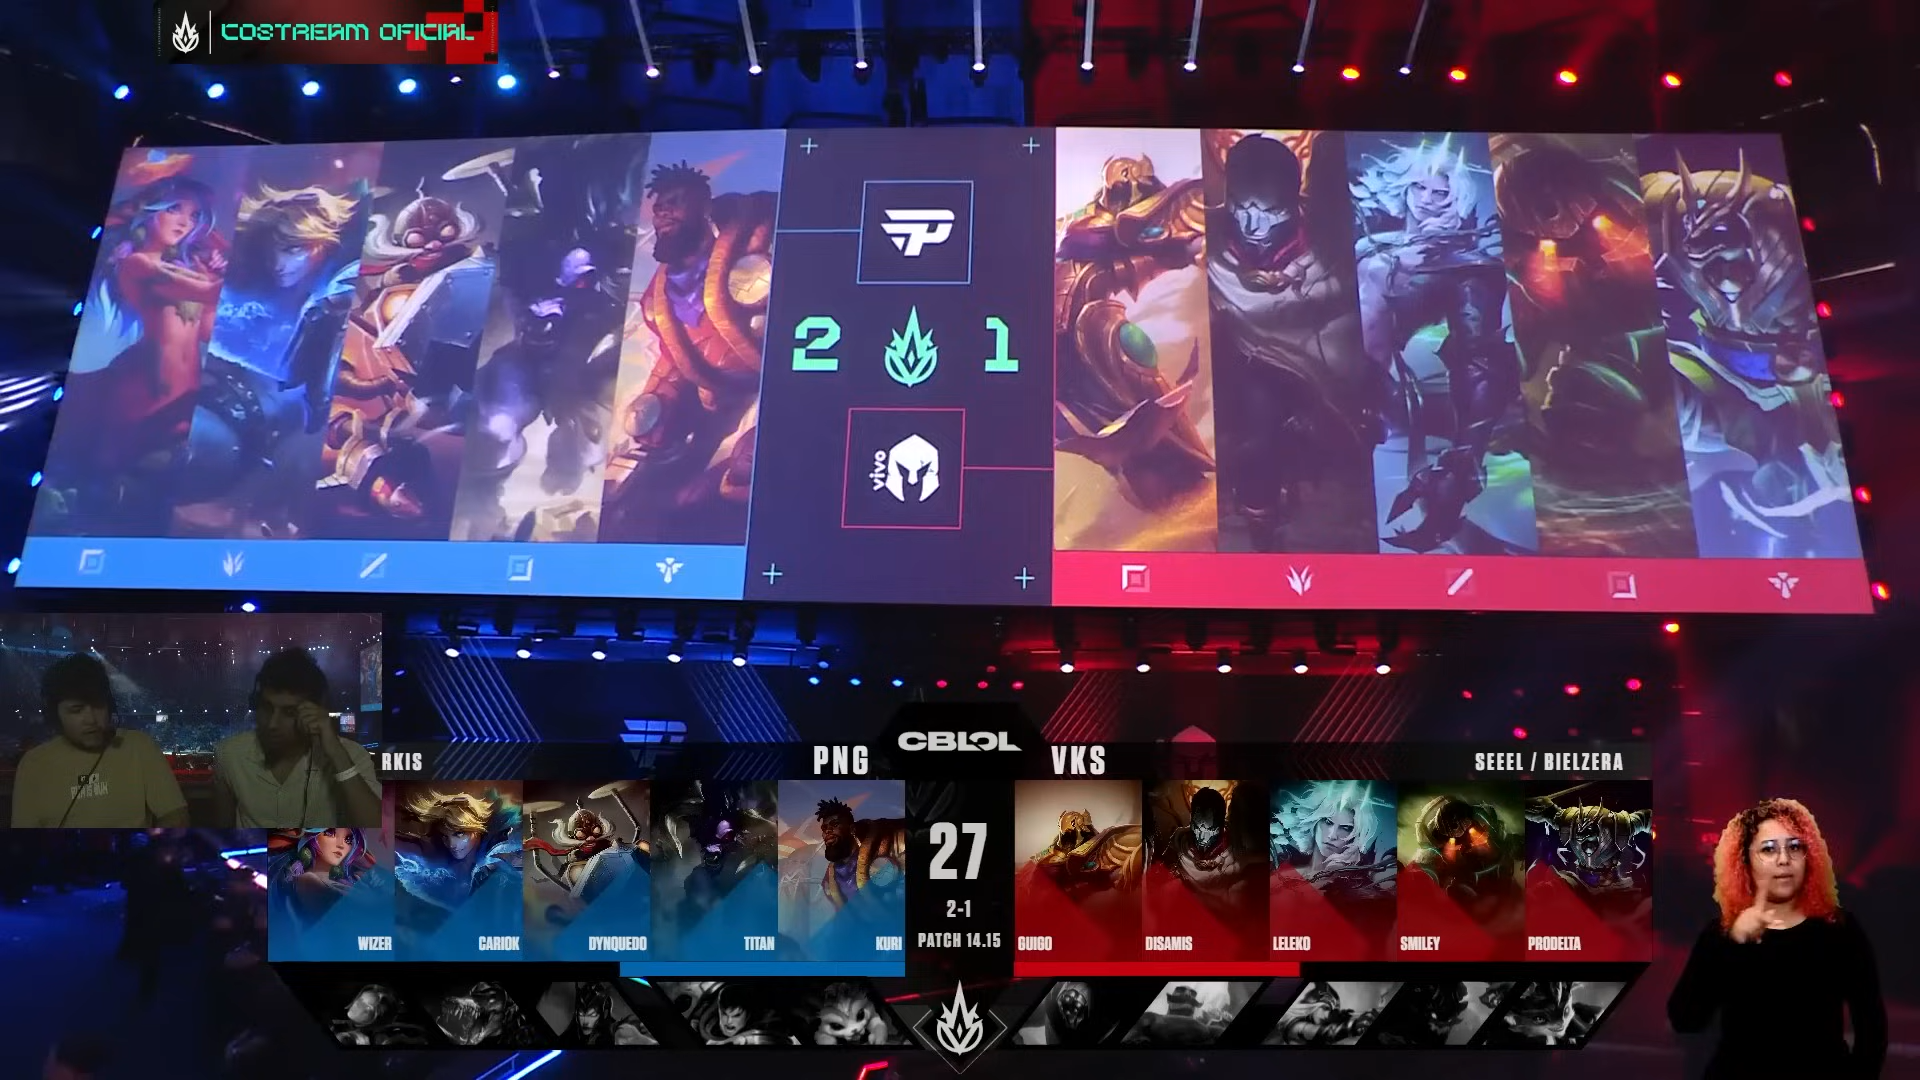 COSTREAM OFICIAL
2
1
vivo
RKIS
PNG
CBLOL
VKS
SEEEL / BIELZERA
27
2-1
PATCH 14.15
WIZER
CARIOK
DYNQUEDO
TITAN
KURI
GUIGO
DISAMIS
LELEKO
SMILEY
PRODELTA